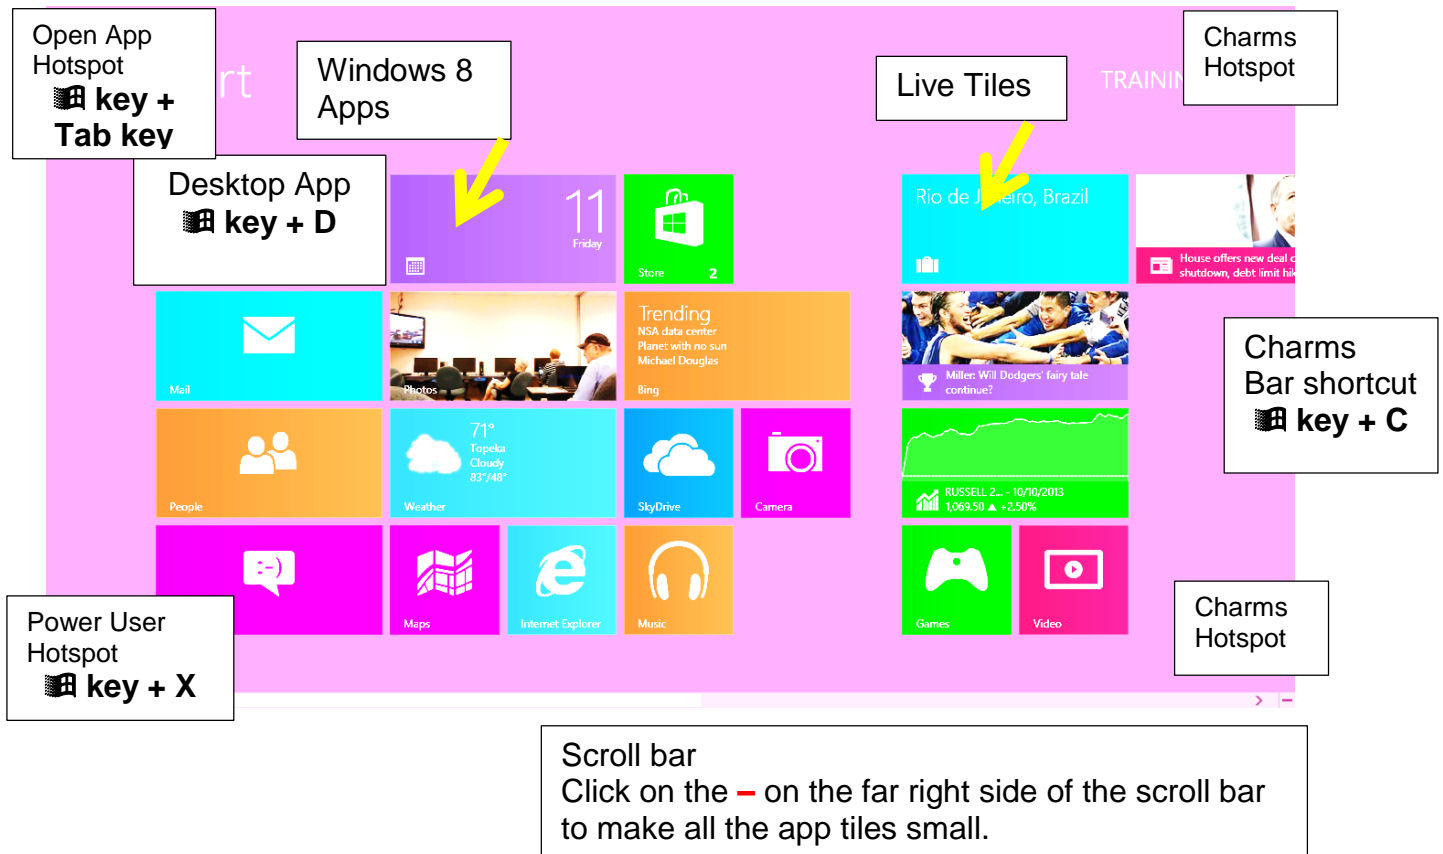 Open App
Hotspot
key +
Tab key
rt
Windows 8
Apps
Live Tiles
TRAININ
Charms
Hotspot
Desktop App
key + D
11
Friday
Store 2
Rio de J neiro, Brazil
House offers new deal c
shutdown, debt limit hik
Mail
Photos
Trending
NSA data center
Planet with no sun
Michael Douglas
Bing
Miller: Will Dodgers' fairy tale
continue?
Charms
Bar shortcut
key + C
People
71°
Topeka
Cloudy
83°/48°
Weather
SkyDrive
Camera
RUSSELL 2... - 10/10/2013
1,069.50 ▲ +2.50%
:-)
Maps
Internet Explorer
Music
Games
Video
Power User
Hotspot
key + X
Charms
Hotspot
Scroll bar
Click on the – on the far right side of the scroll bar
to make all the app tiles small.